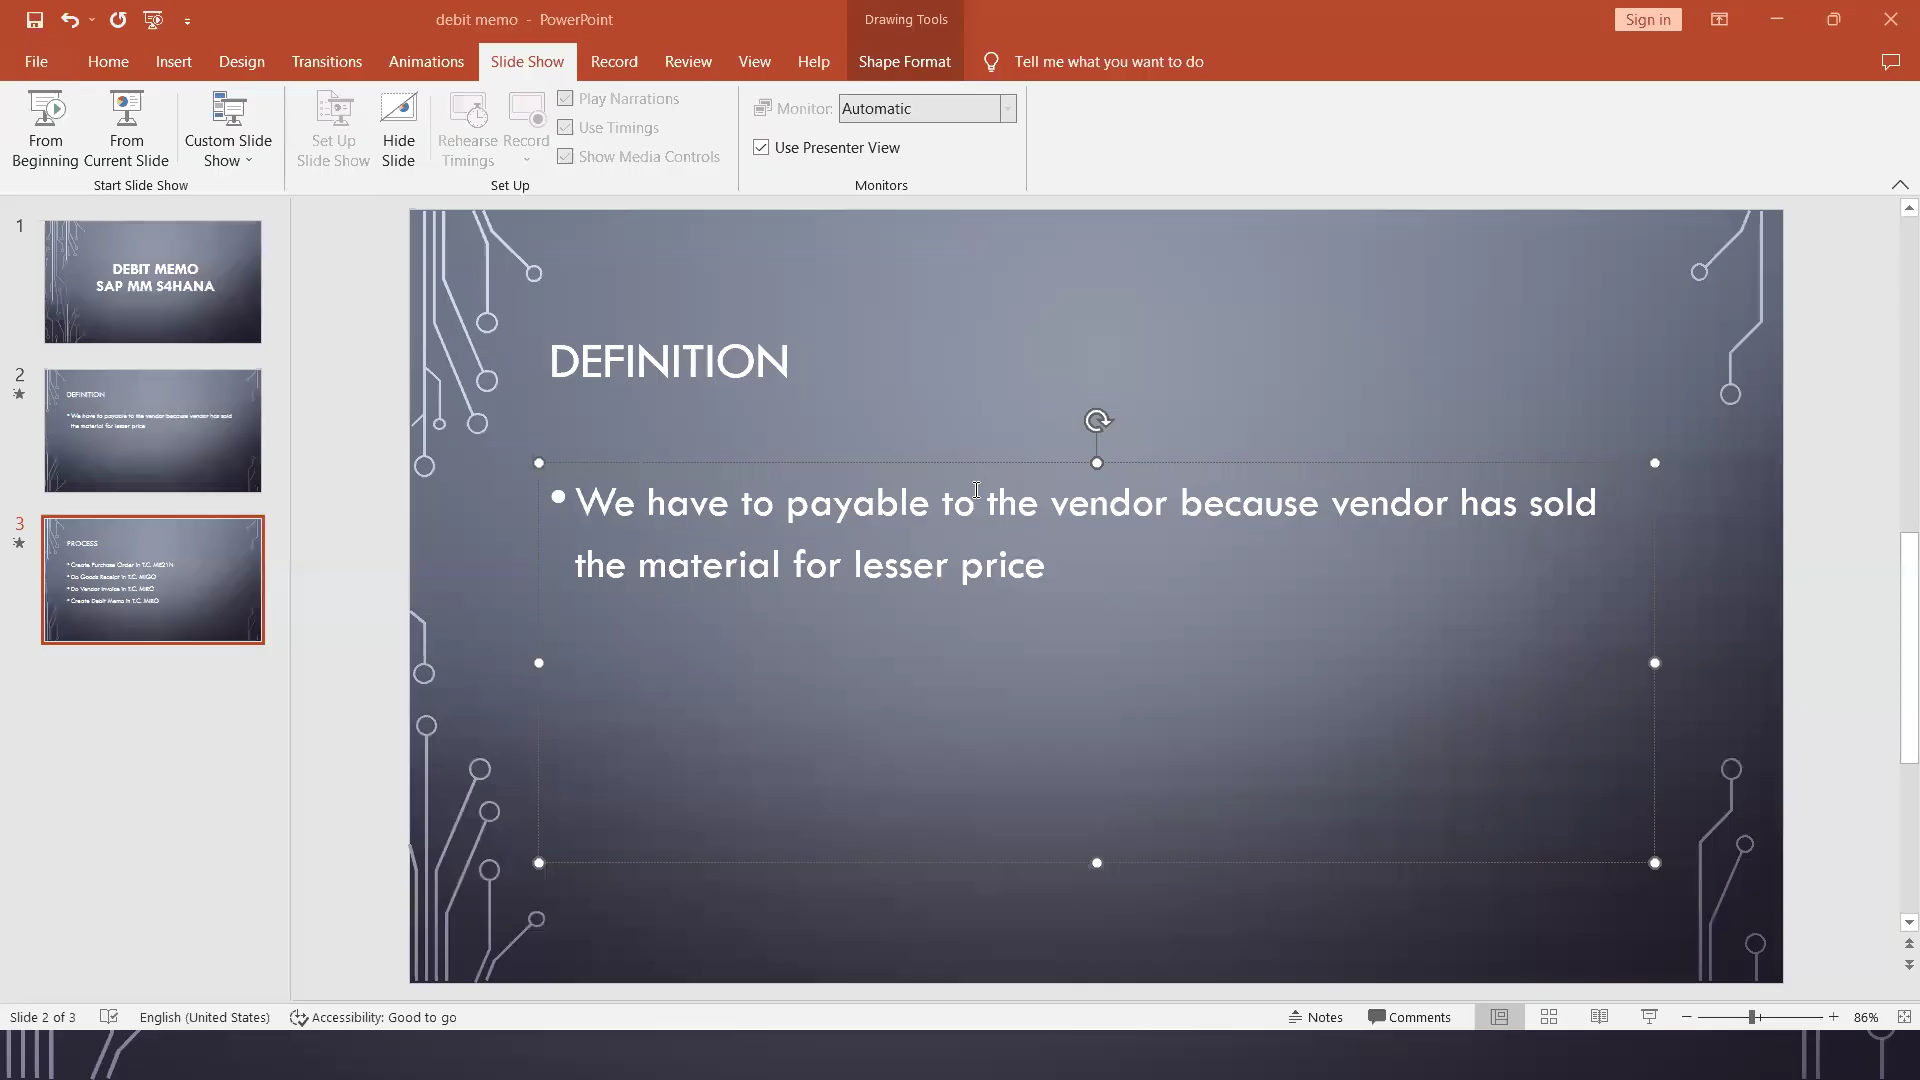 debit memo - PowerPoint
Drawing Tools
Sign in
File Home Insert Design Transitions Animations Slide Show Record Review View Help Shape Format Tell me what you want to do
From Beginning
From Current Slide
Custom Slide Show
Start Slide Show
Set Up Slide Show
Hide Slide
Rehearse Timings
Record
Play Narrations
Use Timings
Show Media Controls
Set Up
Monitor: Automatic
Use Presenter View
Monitors
1
DEBIT MEMO
SAP MM S4HANA
2
DEFINITION
• We have to payable to the vendor because vendor has sold
the material for lesser price
3
PROCESS
• Create Purchase Order in T.C. ME21N
• Do Goods Receipt in T.C. MIGO
• Do Vendor Invoice in T.C. MIRO
• Create Debit Memo in T.C. MIRO
DEFINITION
• We have to payable to the vendor because vendor has sold
the material for lesser price
Slide 2 of 3 English (United States) Accessibility: Good to go Notes Comments 86%